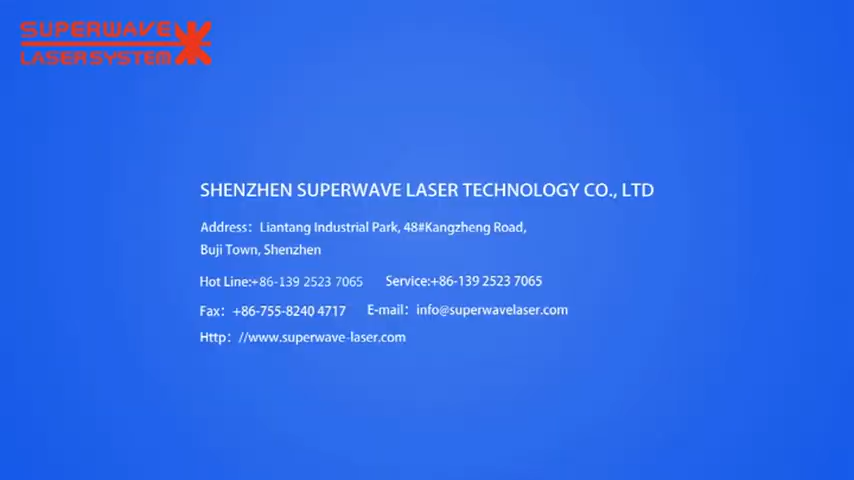 SUPERWAVE
LASER SYSTEM
SHENZHEN SUPERWAVE LASER TECHNOLOGY CO., LTD
Address：Liantang Industrial Park, 48#Kangzheng Road,
Buji Town, Shenzhen
Hot Line:+86-139 2523 7065 Service:+86-139 2523 7065
Fax：+86-755-8240 4717 E-mail：info@superwavelaser.com
Http：//www.superwave-laser.com